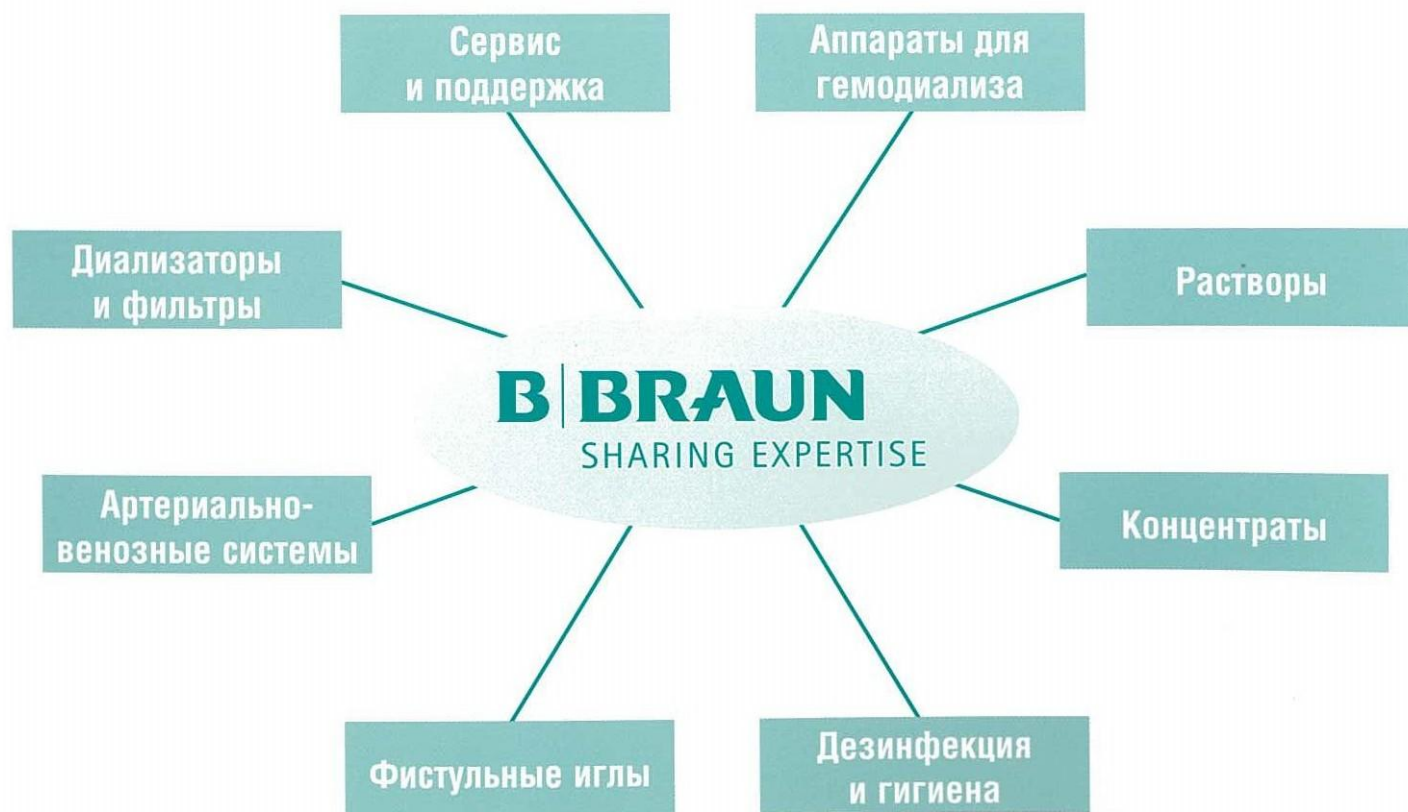 Сервис
и поддержка
Аппараты для
гемодиализа
Диализаторы
и фильтры
Растворы
B|BRAUN
SHARING EXPERTISE
Артериально-
венозные системы
Концентраты
Фистульные иглы
Дезинфекция
и гигиена